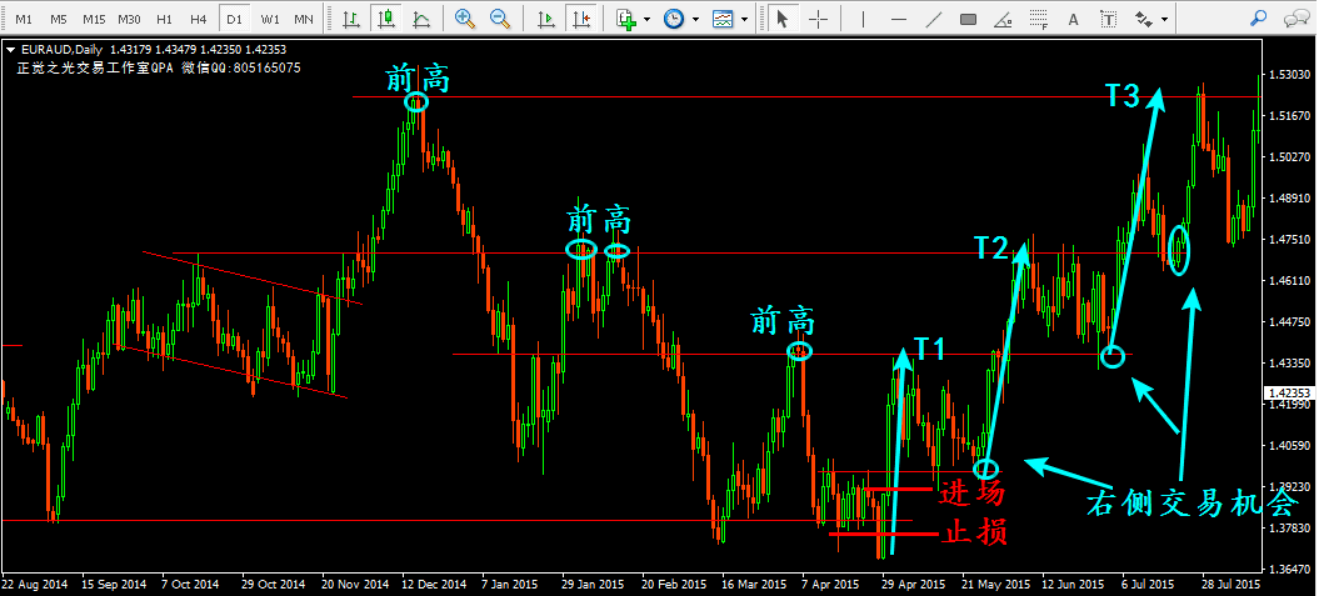 M1 M5 M15 M30 H1 H4 D1 W1 MN
EURAUD,Daily 1.43179 1.43479 1.42350 1.42353
正觉之光交易工作室QPA 微信QQ:805165075
前高
T3
前高
T2
前高
T1
进场
右侧交易机会
止损
1.53030
1.51670
1.50270
1.48910
1.47510
1.46110
1.44750
1.43350
1.42353
1.41990
1.40590
1.39230
1.37830
1.36470
22 Aug 2014 15 Sep 2014 7 Oct 2014 29 Oct 2014 20 Nov 2014 12 Dec 2014 7 Jan 2015 29 Jan 2015 20 Feb 2015 16 Mar 2015 7 Apr 2015 29 Apr 2015 21 May 2015 12 Jun 2015 6 Jul 2015 28 Jul 2015